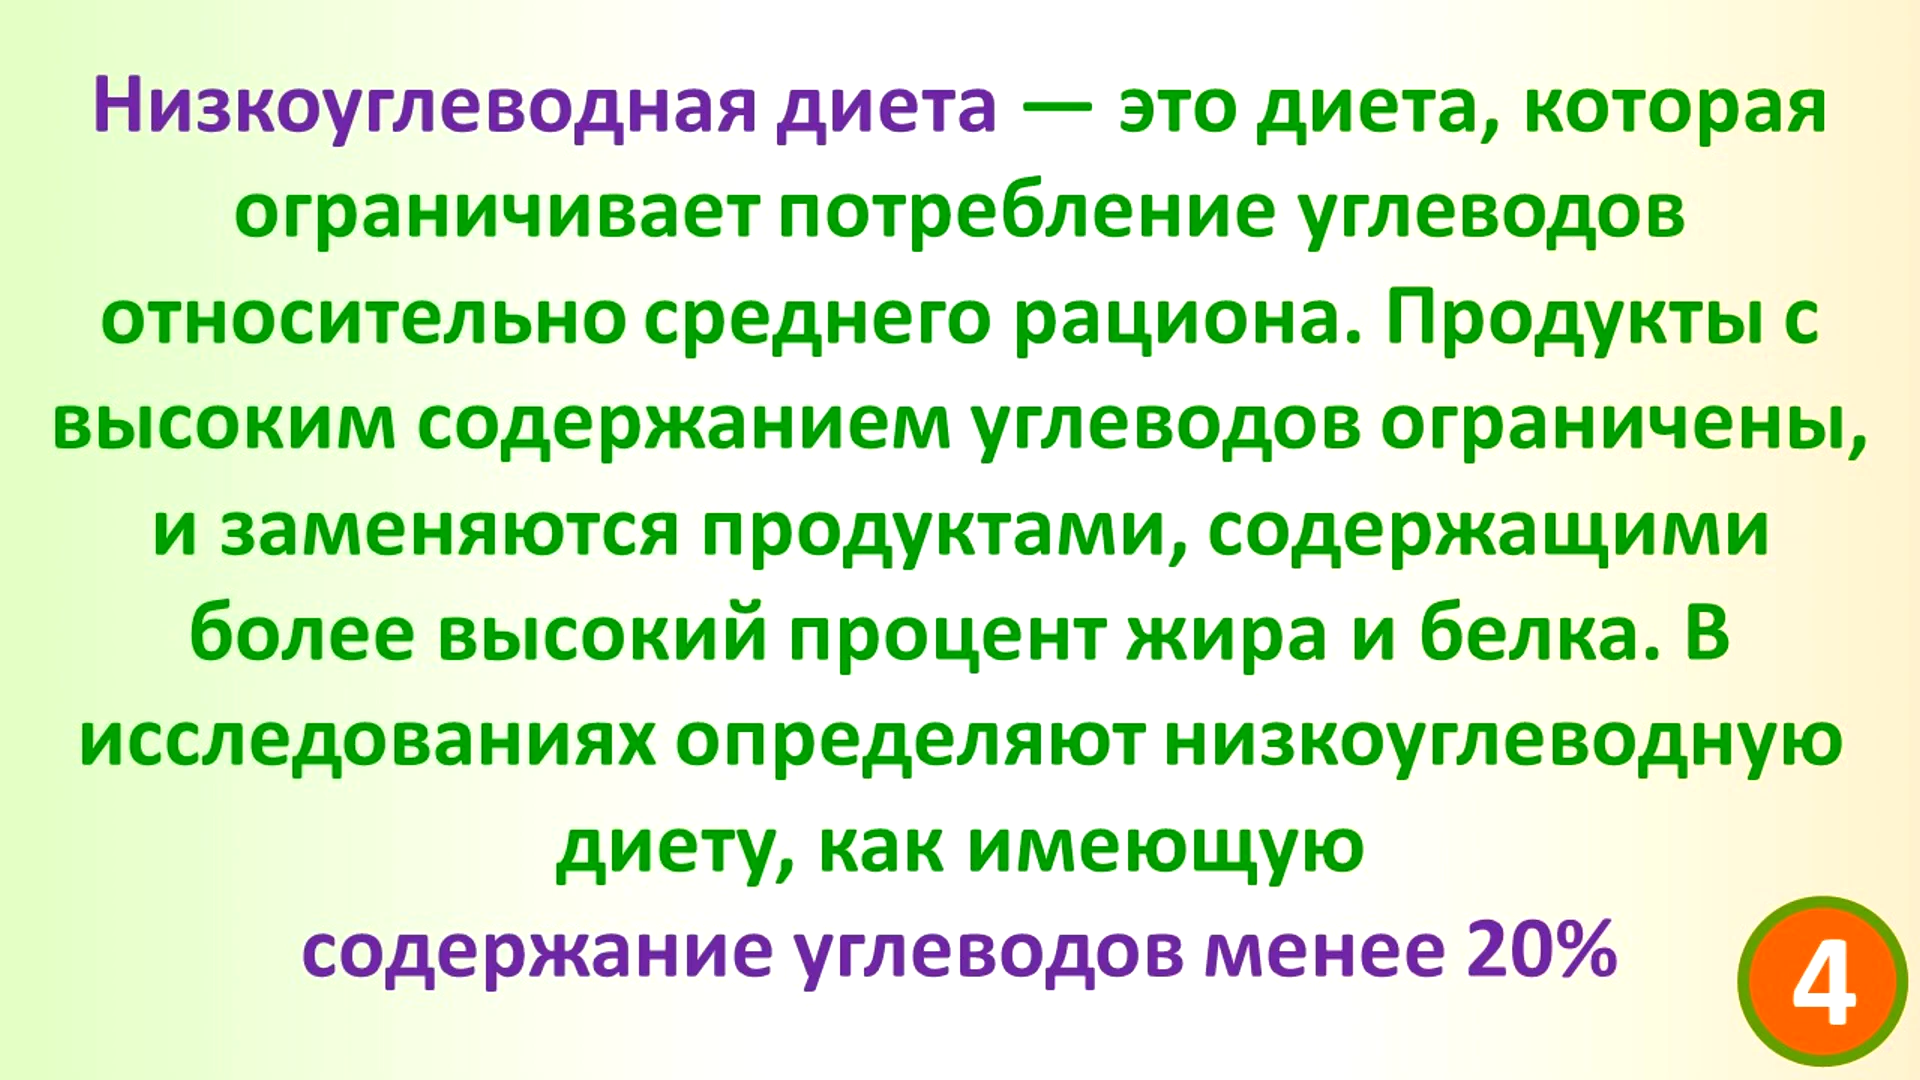 Низкоуглеводная диета — это диета, которая
ограничивает потребление углеводов
относительно среднего рациона. Продукты с
высоким содержанием углеводов ограничены,
и заменяются продуктами, содержащими
более высокий процент жира и белка. В
исследованиях определяют низкоуглеводную
диету, как имеющую
содержание углеводов менее 20%
4